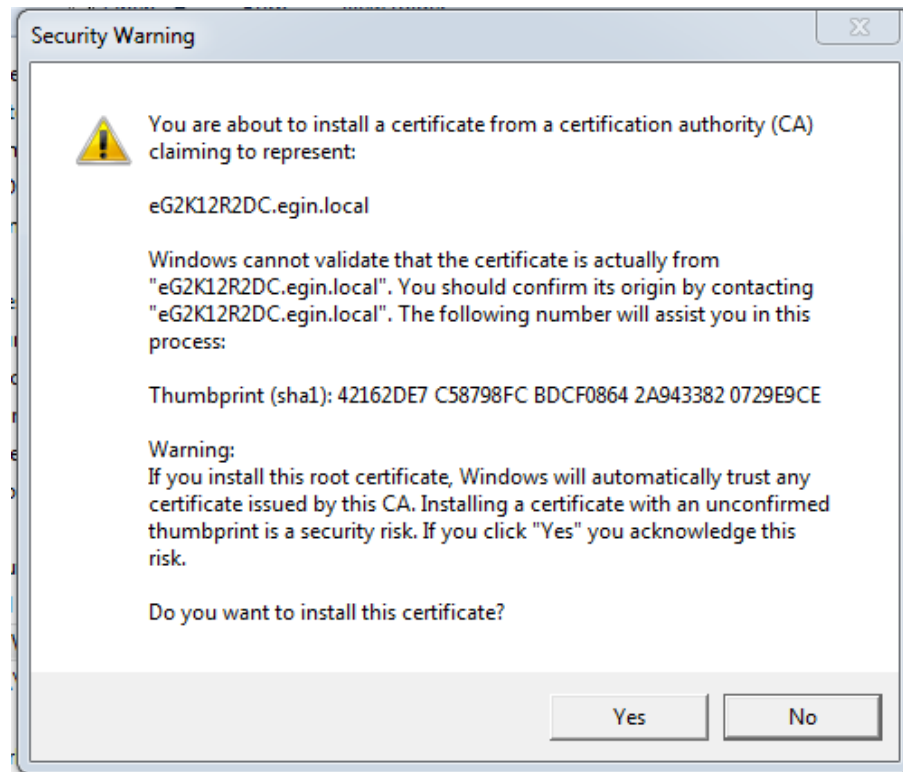 Security Warning
You are about to install a certificate from a certification authority (CA)
claiming to represent:
eG2K12R2DC.egin.local
Windows cannot validate that the certificate is actually from
"eG2K12R2DC.egin.local". You should confirm its origin by contacting
"eG2K12R2DC.egin.local". The following number will assist you in this
process:
Thumbprint (sha1): 42162DE7 C58798FC BDCF0864 2A943382 0729E9CE
Warning:
If you install this root certificate, Windows will automatically trust any
certificate issued by this CA. Installing a certificate with an unconfirmed
thumbprint is a security risk. If you click "Yes" you acknowledge this
risk.
Do you want to install this certificate?
Yes
No